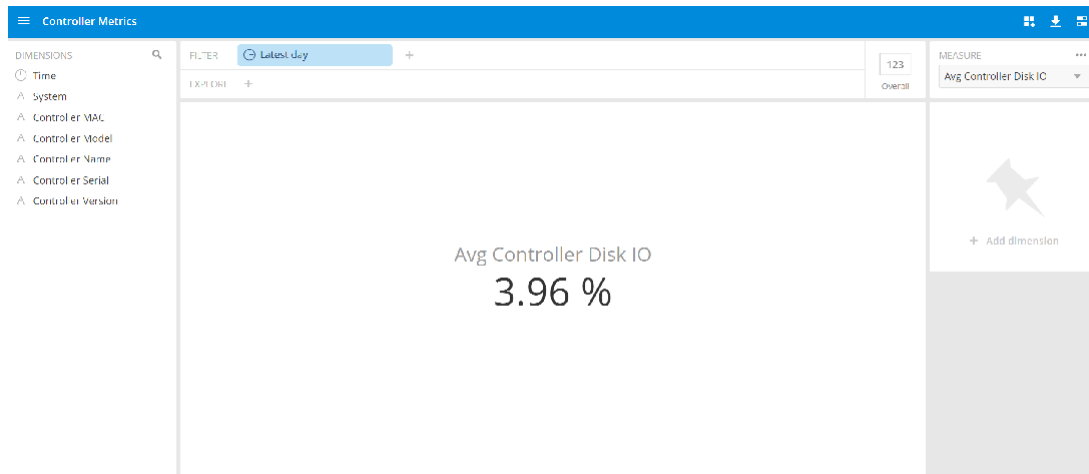 Controller Metrics
DIMENSIONS
Time
System
Controller MAC
Controller Model
Controller Name
Controller Serial
Controller Version
FILTER
Latest day
+
EXPLORE +
123
Overall
MEASURE
...
Avg Controller Disk IO
+ Add dimension
Avg Controller Disk IO
3.96 %